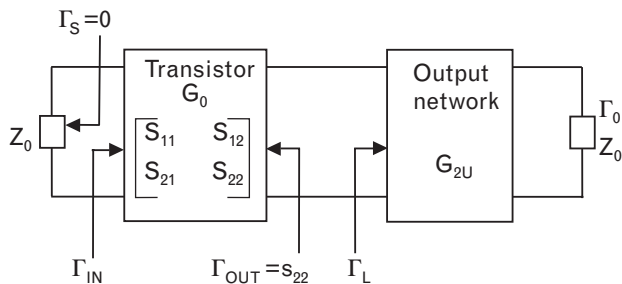 Γ_S =0
Transistor
G_0
S_11 S_12
S_21 S_22
Z_0
Output
network
G_2U
Γ_0
Z_0
Γ_IN
Γ_OUT =s_22
Γ_L